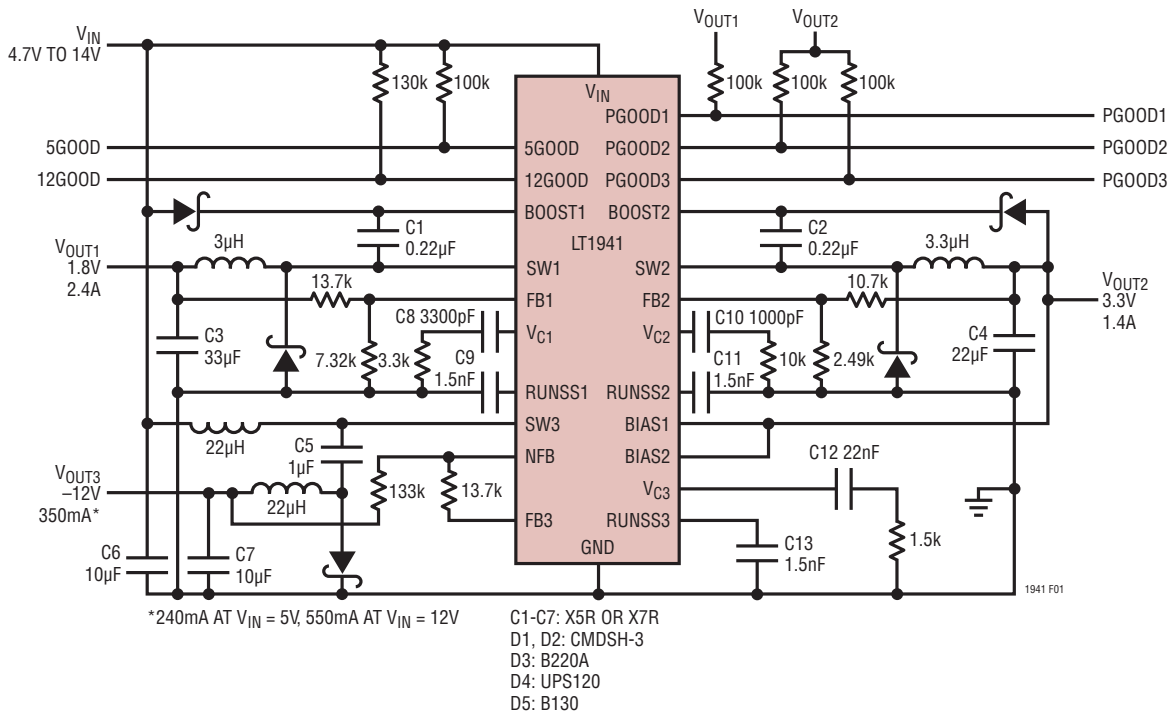 VIN
4.7V TO 14V
VOUT1
VOUT2
130k
100k
100k
100k
100k
VIN
PGOOD1
PGOOD1
5GOOD
5GOOD
PGOOD2
PGOOD2
12GOOD
12GOOD
PGOOD3
PGOOD3
BOOST1
BOOST2
LT1941
C1
0.22µF
C2
0.22µF
VOUT1
1.8V
2.4A
3µH
SW1
SW2
3.3µH
13.7k
FB1
FB2
10.7k
VOUT2
3.3V
1.4A
C3
33µF
7.32k
3.3k
C8 3300pF
VC1
VC2
C10 1000pF
C9
1.5nF
C11
1.5nF
10k
2.49k
C4
22µF
RUNSS1
RUNSS2
22µH
SW3
BIAS1
C5
1µF
NFB
BIAS2
C12 22nF
VOUT3
–12V
350mA*
22µH
133k
13.7k
VC3
FB3
RUNSS3
1.5k
C6
10µF
C7
10µF
GND
C13
1.5nF
1941 F01
*240mA AT VIN = 5V, 550mA AT VIN = 12V
C1-C7: X5R OR X7R
D1, D2: CMDSH-3
D3: B220A
D4: UPS120
D5: B130